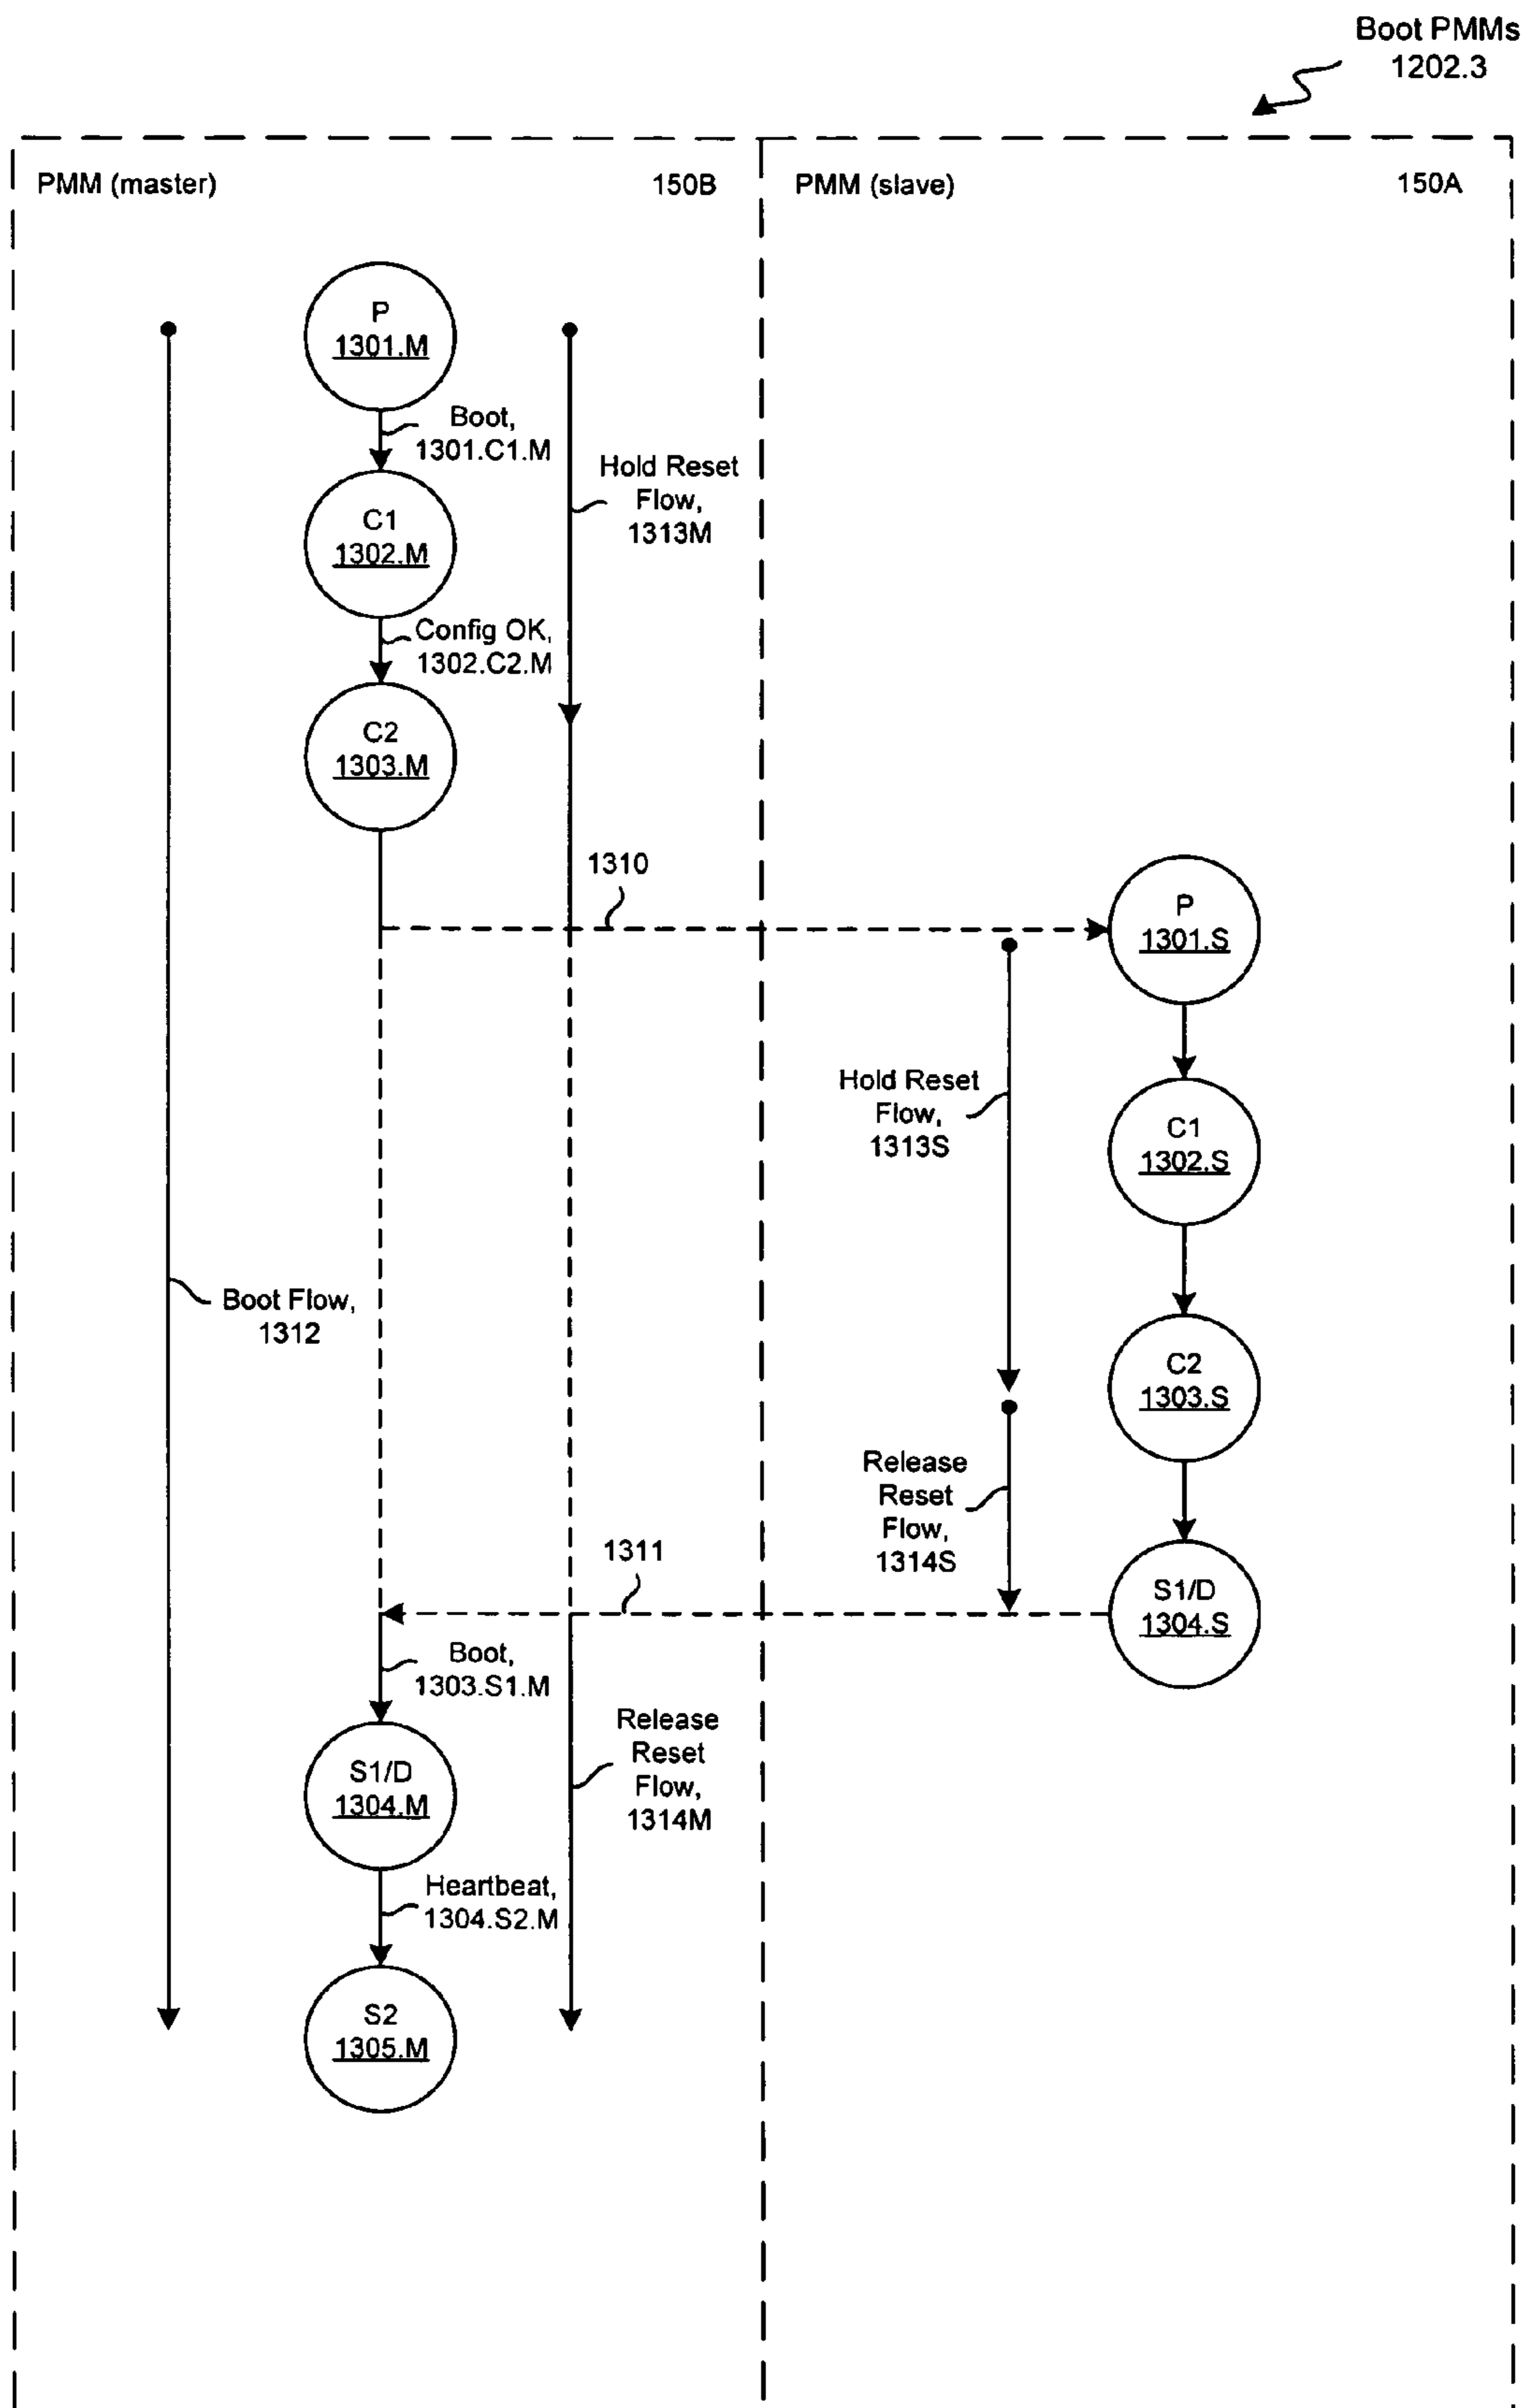 Boot PMMs
1202.3
PMM (master)
150B
PMM (slave)
150A
P
1301.M
Boot,
1301.C1.M
Hold Reset
Flow,
1313M
C1
1302.M
Config OK,
1302.C2.M
C2
1303.M
1310
P
1301.S
Hold Reset
Flow,
1313S
C1
1302.S
Boot Flow,
1312
C2
1303.S
Release
Reset
Flow,
1314S
1311
S1/D
1304.S
Boot,
1303.S1.M
Release
Reset
Flow,
1314M
S1/D
1304.M
Heartbeat,
1304.S2.M
S2
1305.M